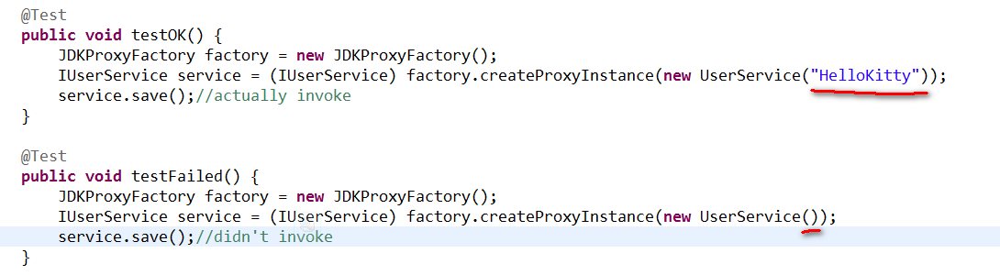 @Test
public void testOK() {
JDKProxyFactory factory = new JDKProxyFactory();
IUserService service = (IUserService) factory.createProxyInstance(new UserService("HelloKitty"));
service.save();//actually invoke
}
@Test
public void testFailed() {
JDKProxyFactory factory = new JDKProxyFactory();
IUserService service = (IUserService) factory.createProxyInstance(new UserService());
service.save();//didn't invoke
}